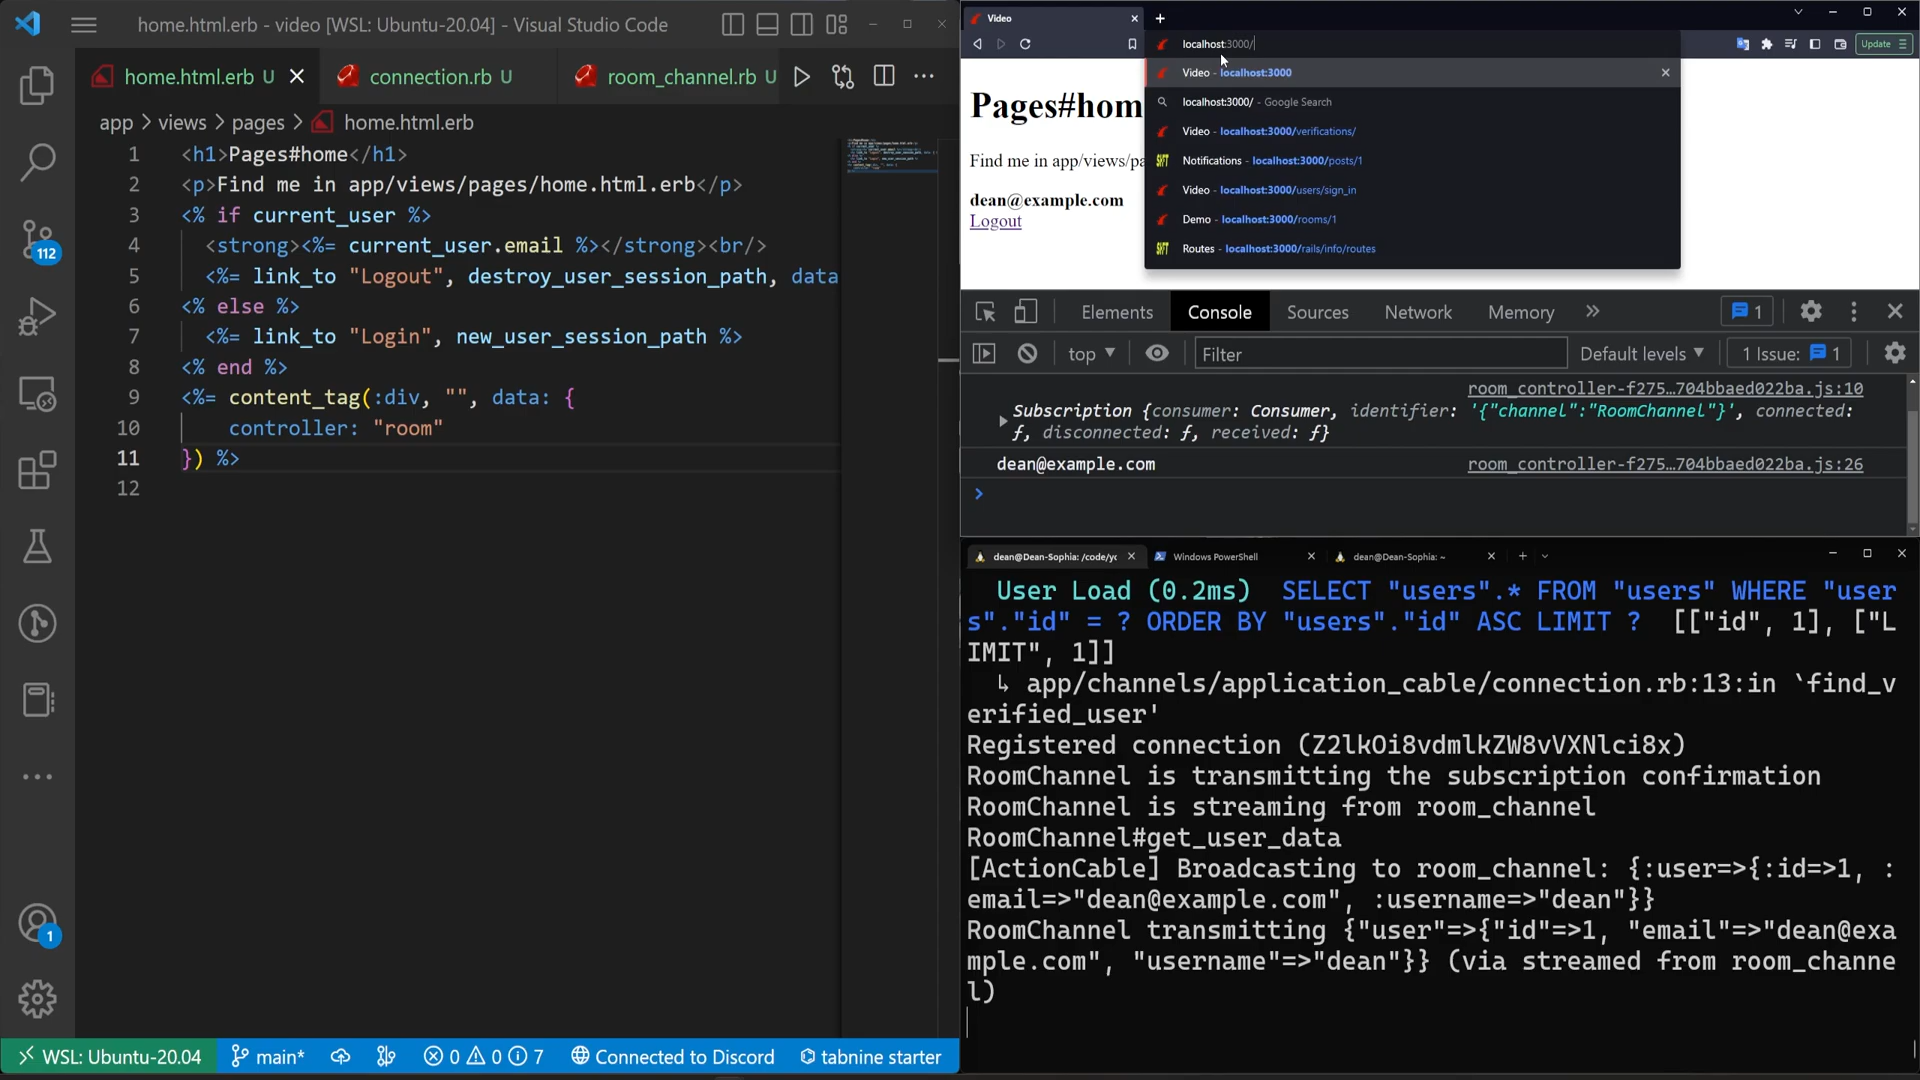 home.html.erb - video [WSL: Ubuntu-20.04] - Visual Studio Code
home.html.erb U
connection.rb U
room_channel.rb U
app > views > pages > home.html.erb
1 <h1>Pages#home</h1>
2 <p>Find me in app/views/pages/home.html.erb</p>
3 <% if current_user %>
4 <strong><%= current_user.email %></strong><br/>
5 <%= link_to "Logout", destroy_user_session_path, data
6 <% else %>
7 <%= link_to "Login", new_user_session_path %>
8 <% end %>
9 <%= content_tag(:div, "", data: {
10 controller: "room"
11 }) %>
12
112
1
WSL: Ubuntu-20.04 main* 0 0 7 Connected to Discord tabnine starter
Video
localhost:3000/
Update
Video - localhost:3000
localhost:3000/ - Google Search
Video - localhost:3000/verifications/
Notifications - localhost:3000/posts/1
Video - localhost:3000/users/sign_in
Demo - localhost:3000/rooms/1
Routes - localhost:3000/rails/info/routes
Pages#hom
Find me in app/views/pa
dean@example.com
Logout
Elements Console Sources Network Memory 1
top Filter Default levels 1 Issue: 1
room_controller-f275…704bbaed022ba.js:10
Subscription {consumer: Consumer, identifier: '{"channel":"RoomChannel"}', connected:
ƒ, disconnected: ƒ, received: ƒ}
dean@example.com room_controller-f275…704bbaed022ba.js:26
dean@Dean-Sophia: /code/yc
Windows PowerShell
dean@Dean-Sophia: ~
User Load (0.2ms) SELECT "users".* FROM "users" WHERE "user
s"."id" = ? ORDER BY "users"."id" ASC LIMIT ? [["id", 1], ["L
IMIT", 1]]
↳ app/channels/application_cable/connection.rb:13:in `find_v
erified_user'
Registered connection (Z2lkOi8vdmlkZW8vVXNlci8x)
RoomChannel is transmitting the subscription confirmation
RoomChannel is streaming from room_channel
RoomChannel#get_user_data
[ActionCable] Broadcasting to room_channel: {:user=>{:id=>1, :
email=>"dean@example.com", :username=>"dean"}}
RoomChannel transmitting {"user"=>{"id"=>1, "email"=>"dean@exa
mple.com", "username"=>"dean"}} (via streamed from room_channe
l)